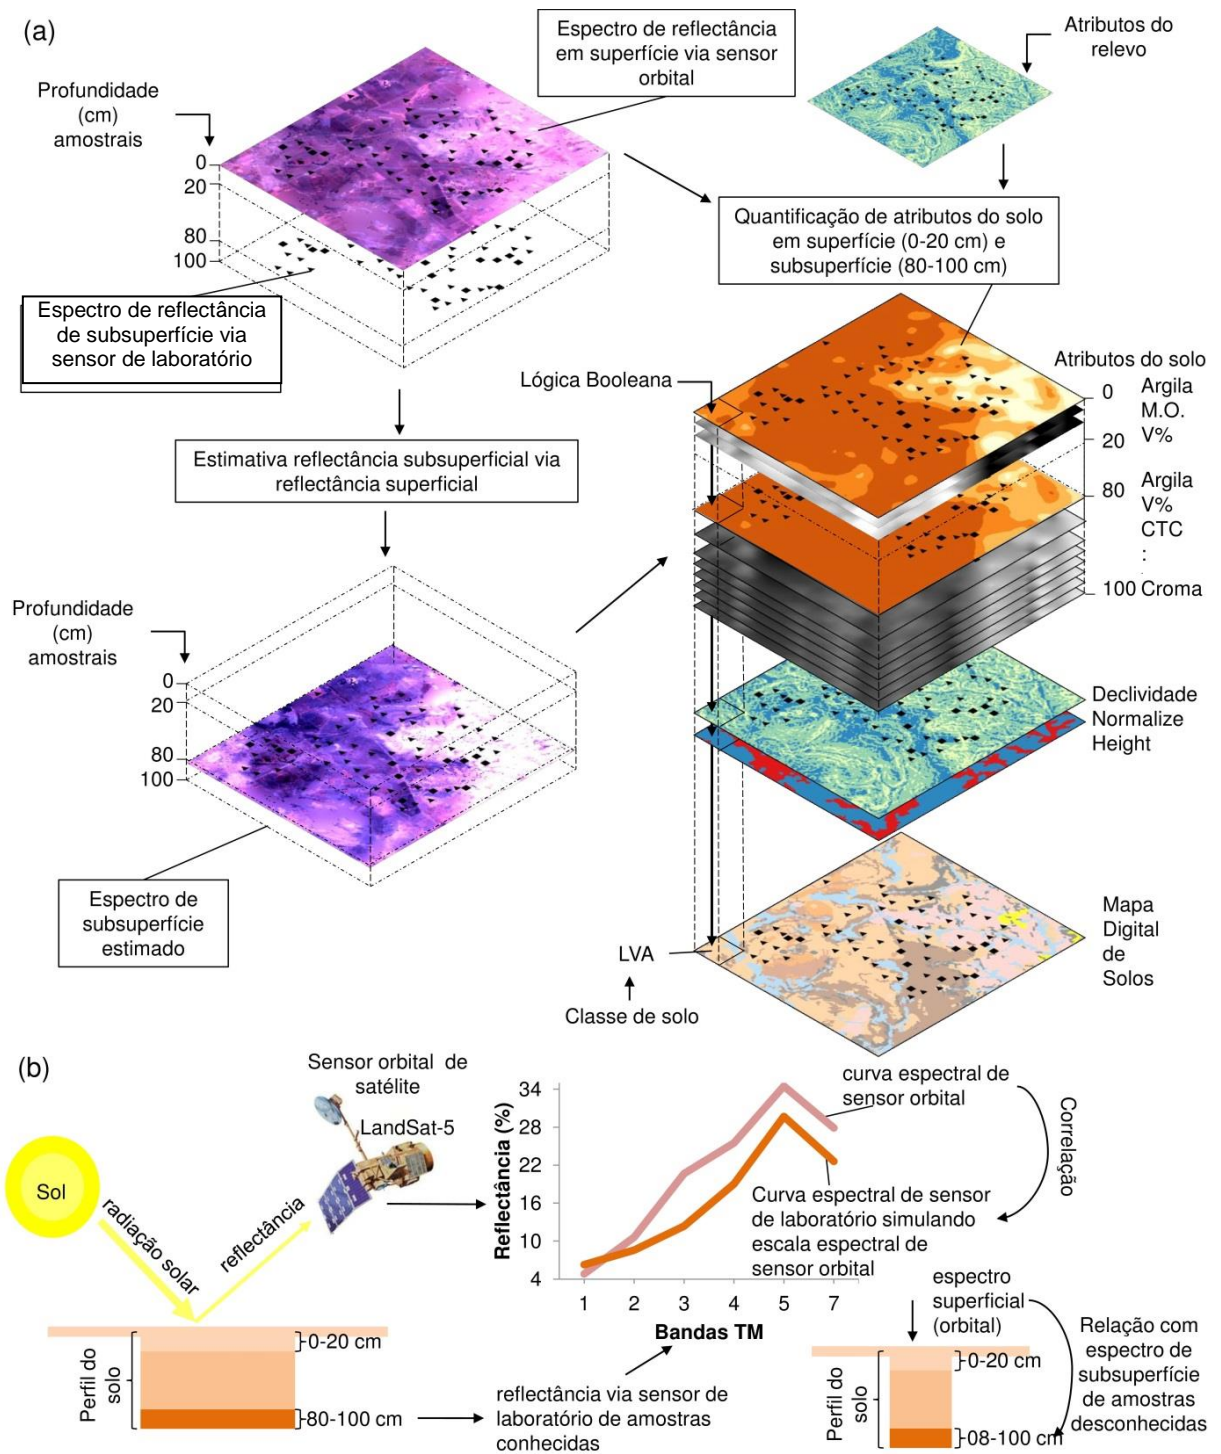 (a)
Espectro de reflectância
em superfície via sensor
orbital
Atributos do
relevo
Profundidade
(cm)
amostrais
0
20
80
100
Espectro de reflectância
de subsuperfície via
sensor de laboratório
Quantificação de atributos do solo
em superfície (0-20 cm) e
subsuperfície (80-100 cm)
Lógica Booleana
Atributos do solo
0
Argila
M.O.
V%
20
80
Argila
V%
CTC
:
.
100 Croma
Estimativa reflectância subsuperficial via
reflectância superficial
Profundidade
(cm)
amostrais
0
20
80
100
Espectro de
subsuperfície
estimado
Declividade
Normalize
Height
Mapa
Digital
de
Solos
LVA
Classe de solo
(b)
Sensor orbital de
satélite
LandSat-5
Sol
radiação solar
reflectância
Perfil do
solo
0-20 cm
80-100 cm
reflectância via sensor de
laboratório de amostras
conhecidas
Reflectância (%)
34
28
22
16
10
4
1 2 3 4 5 7
Bandas TM
curva espectral de
sensor orbital
Correlação
Curva espectral de sensor
de laboratório simulando
escala espectral de
sensor orbital
espectro
superficial
(orbital)
Perfil do
solo
0-20 cm
08-100 cm
Relação com
espectro de
subsuperfície
de amostras
desconhecidas